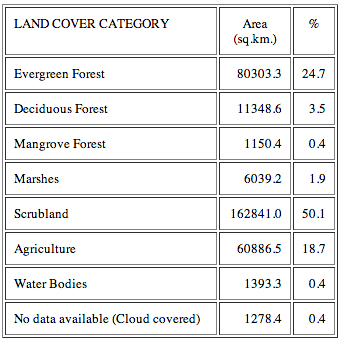 LAND COVER CATEGORY Area (sq.km.) %
Evergreen Forest 80303.3 24.7
Deciduous Forest 11348.6 3.5
Mangrove Forest 1150.4 0.4
Marshes 6039.2 1.9
Scrubland 162841.0 50.1
Agriculture 60886.5 18.7
Water Bodies 1393.3 0.4
No data available (Cloud covered) 1278.4 0.4